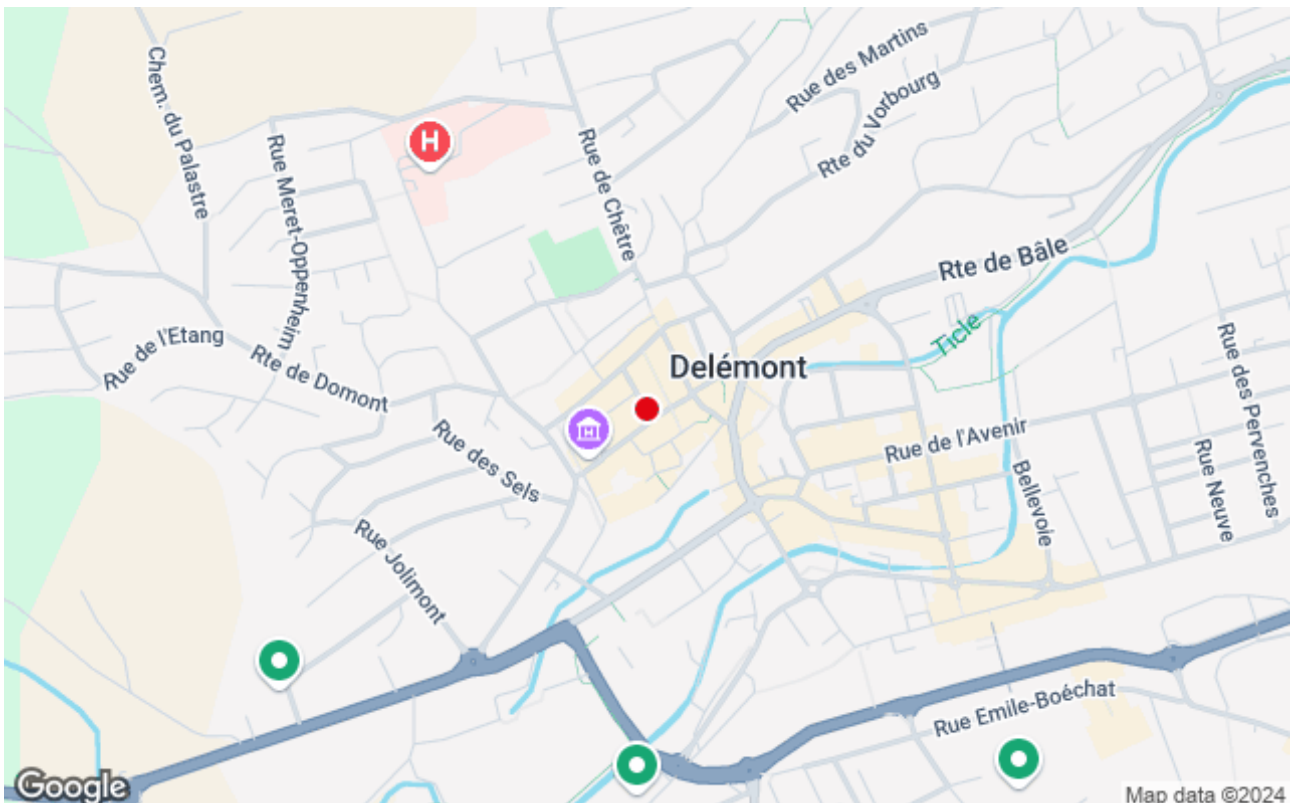 Chem. du Palastre
Rue Meret-Oppenheim
H
Rue de Chêtre
Rue des Martins
Rte du Vorbourg
Rte de Bâle
Ticle
Delémont
Rue de l'Etang
Rte de Domont
Rue des Sels
Rue Jolimont
Rue de l'Avenir
Bellevoie
Rue des Pervenches
Rue Neuve
Rue Emile-Boéchat
Google
Map data ©2024